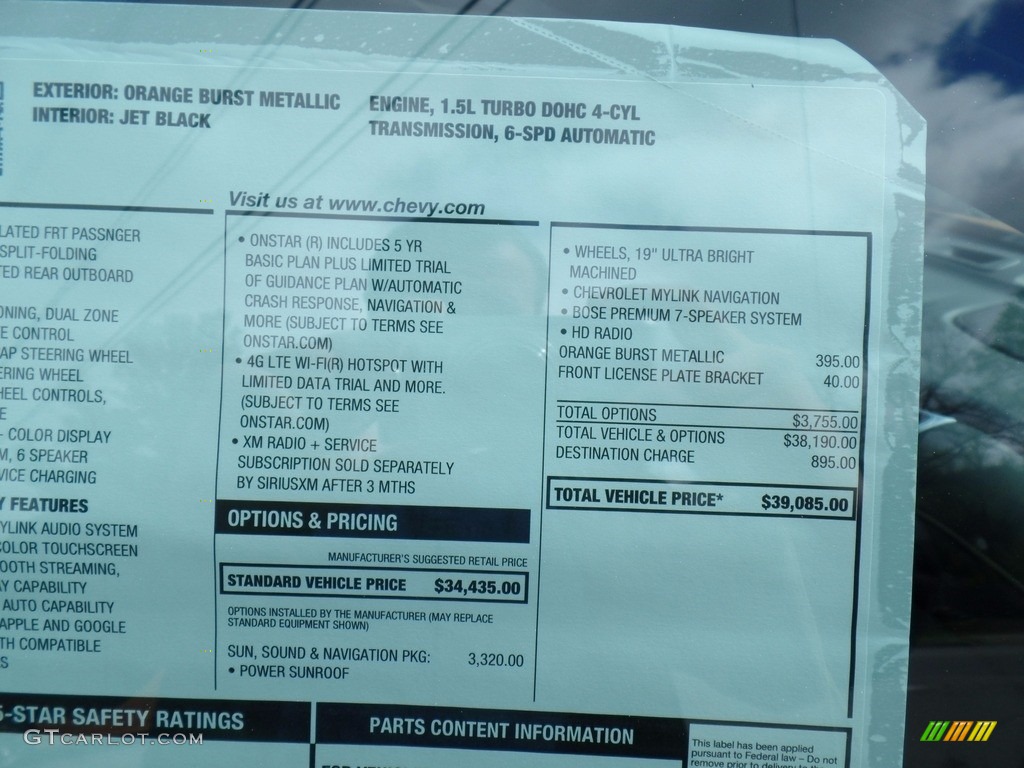 EXTERIOR: ORANGE BURST METALLIC
INTERIOR: JET BLACK
ENGINE, 1.5L TURBO DOHC 4-CYL
TRANSMISSION, 6-SPD AUTOMATIC
Visit us at www.chevy.com
LATED FRT PASSNGER
SPLIT-FOLDING
TED REAR OUTBOARD
ONING, DUAL ZONE
E CONTROL
AP STEERING WHEEL
ERING WHEEL
HEEL CONTROLS,
E
- COLOR DISPLAY
M, 6 SPEAKER
VICE CHARGING
Y FEATURES
YLINK AUDIO SYSTEM
COLOR TOUCHSCREEN
OOTH STREAMING,
AY CAPABILITY
AUTO CAPABILITY
APPLE AND GOOGLE
TH COMPATIBLE
S
• ONSTAR (R) INCLUDES 5 YR
BASIC PLAN PLUS LIMITED TRIAL
OF GUIDANCE PLAN W/AUTOMATIC
CRASH RESPONSE, NAVIGATION &
MORE (SUBJECT TO TERMS SEE
ONSTAR.COM)
• 4G LTE WI-FI(R) HOTSPOT WITH
LIMITED DATA TRIAL AND MORE.
(SUBJECT TO TERMS SEE
ONSTAR.COM)
• XM RADIO + SERVICE
SUBSCRIPTION SOLD SEPARATELY
BY SIRIUSXM AFTER 3 MTHS
OPTIONS & PRICING
MANUFACTURER'S SUGGESTED RETAIL PRICE
STANDARD VEHICLE PRICE $34,435.00
OPTIONS INSTALLED BY THE MANUFACTURER (MAY REPLACE
STANDARD EQUIPMENT SHOWN)
SUN, SOUND & NAVIGATION PKG: 3,320.00
• POWER SUNROOF
• WHEELS, 19" ULTRA BRIGHT
MACHINED
• CHEVROLET MYLINK NAVIGATION
• BOSE PREMIUM 7-SPEAKER SYSTEM
• HD RADIO
ORANGE BURST METALLIC 395.00
FRONT LICENSE PLATE BRACKET 40.00
TOTAL OPTIONS $3,755.00
TOTAL VEHICLE & OPTIONS $38,190.00
DESTINATION CHARGE 895.00
TOTAL VEHICLE PRICE* $39,085.00
5-STAR SAFETY RATINGS
PARTS CONTENT INFORMATION
This label has been applied
pursuant to Federal law - Do not
remove prior to delivery to the
GTcarlot.com